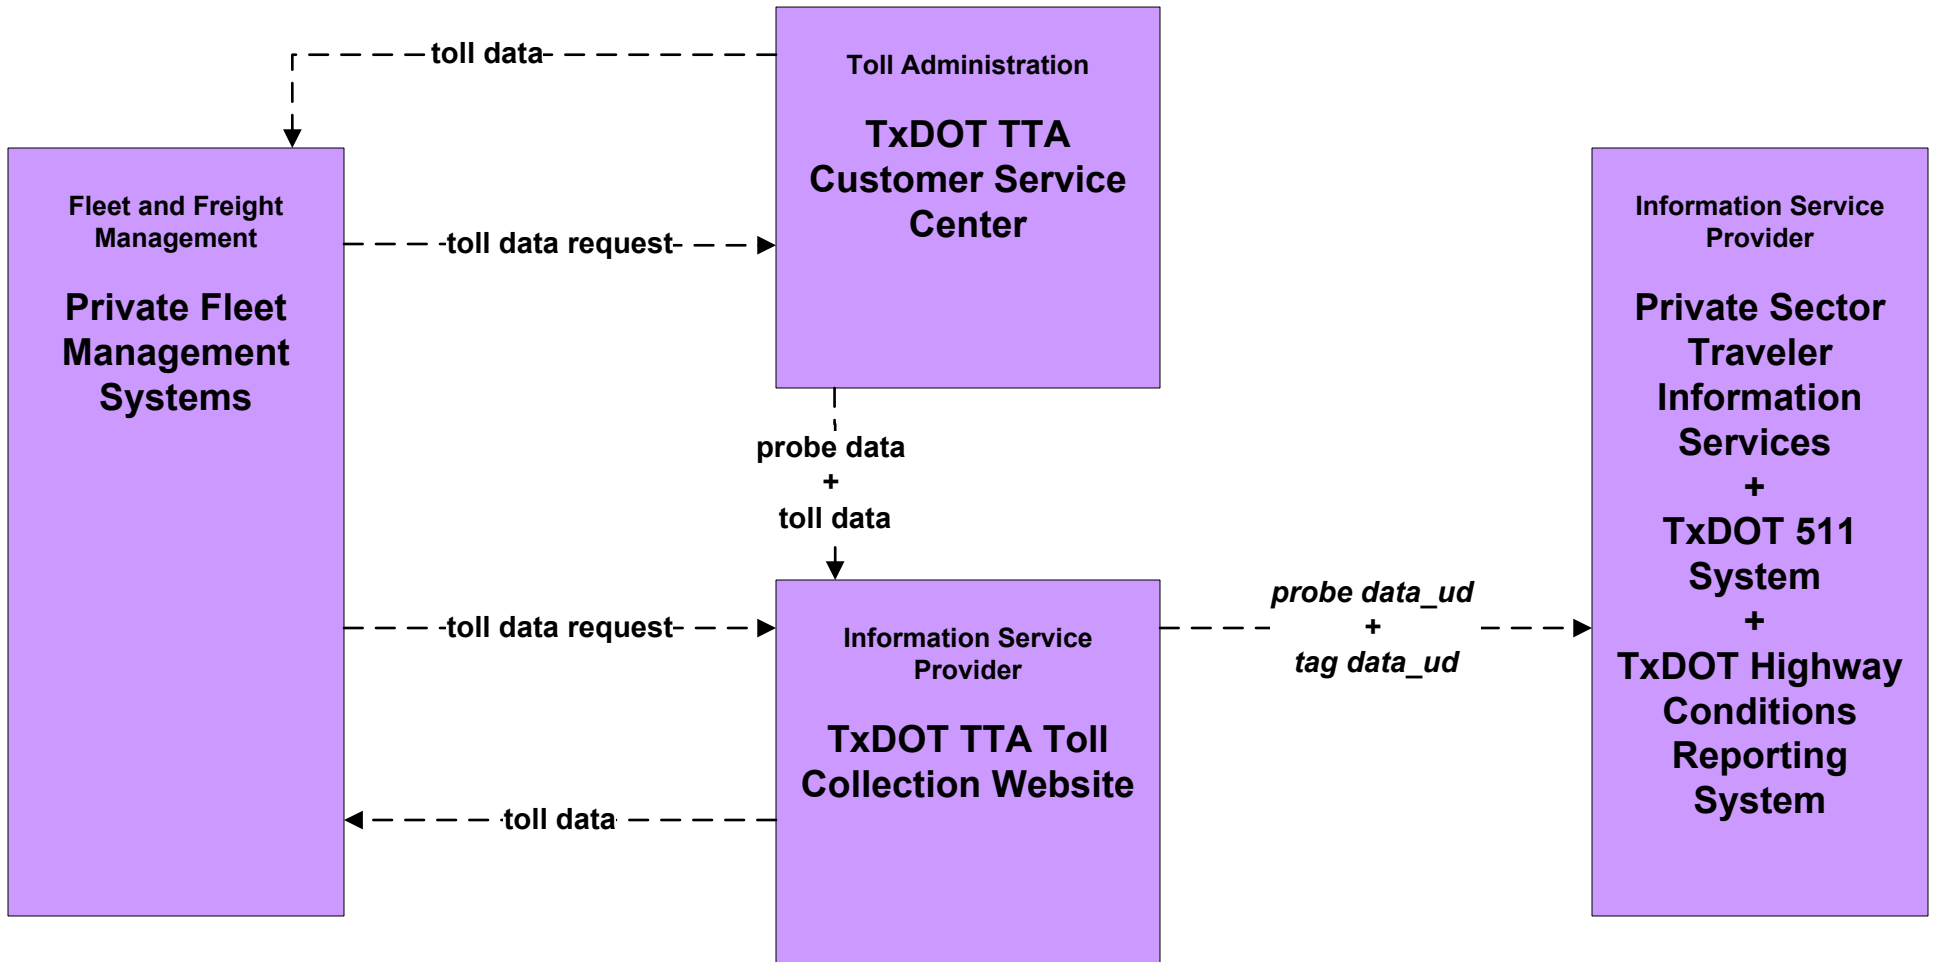 toll data
Toll Administration
TxDOT TTA
Customer Service
Center
Fleet and Freight
Management
Private Fleet
Management
Systems
toll data request
Information Service
Provider
Private Sector
Traveler
Information
Services
+
TxDOT 511
System
+
TxDOT Highway
Conditions
Reporting
System
probe data
+
toll data
toll data request
Information Service
Provider
TxDOT TTA Toll
Collection Website
probe data_ud
+
tag data_ud
toll data